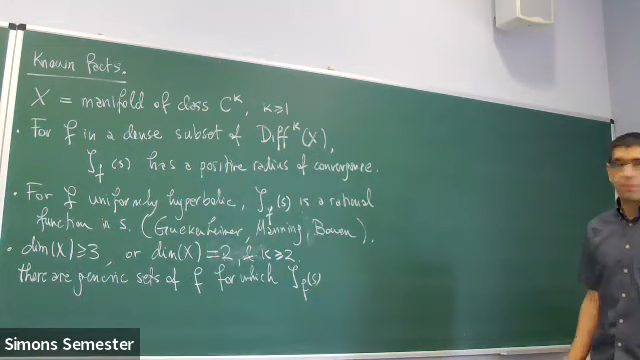 Known facts.
X = manifold of class C^k, k≥1
• For f in a dense subset of Diff^k(X),
ζ_f(s) has a positive radius of convergence.
• For f uniformly hyperbolic, ζ_f(s) is a rational
function in s. (Guckenheimer, Manning, Bowen).
• dim(X)≥3, or dim(X)=2, & k≥2.
there are generic sets of f for which ζ_f(s)
Simons Semester